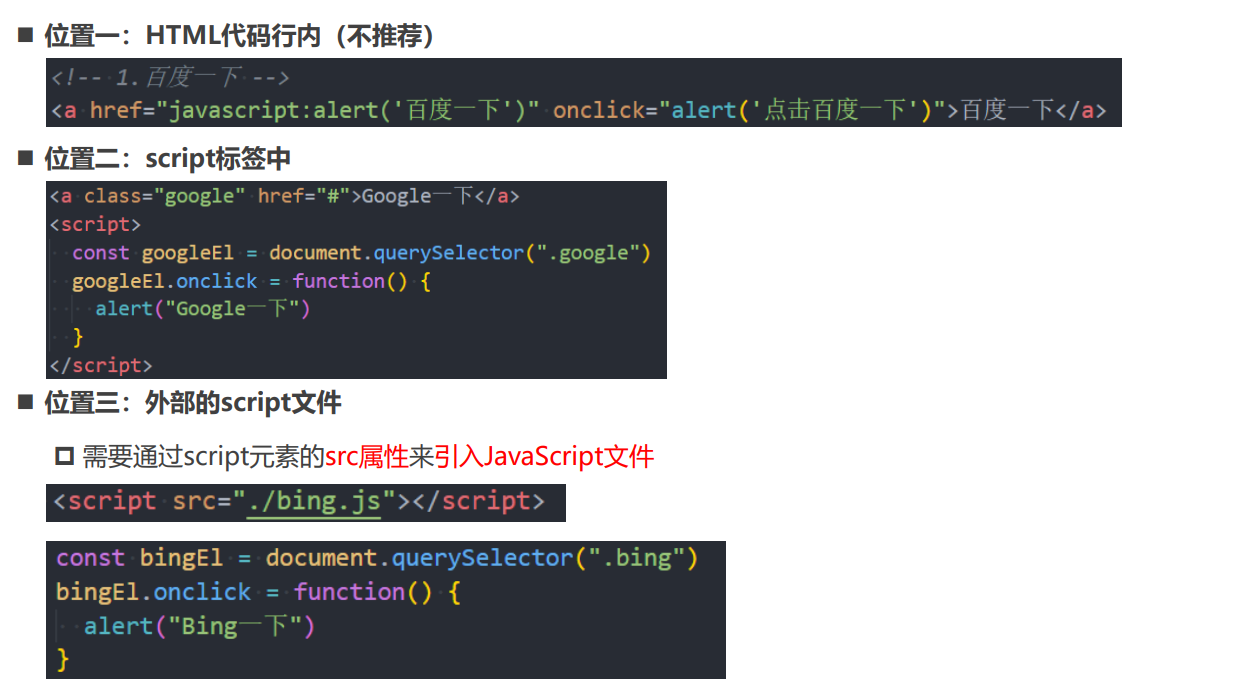 ■ 位置一：HTML代码行内（不推荐）
<!-- 1.百度一下 -->
<a href="javascript:alert('百度一下')" onclick="alert('点击百度一下')">百度一下</a>
■ 位置二：script标签中
<a class="google" href="#">Google一下</a>
<script>
  const googleEl = document.querySelector(".google")
  googleEl.onclick = function() {
    alert("Google一下")
  }
</script>
■ 位置三：外部的script文件
需要通过script元素的src属性来引入JavaScript文件
<script src="./bing.js"></script>
const bingEl = document.querySelector(".bing")
bingEl.onclick = function() {
  alert("Bing一下")
}